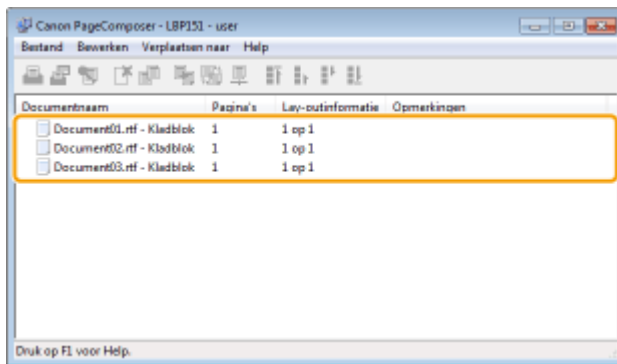 Canon PageComposer - LBP151 - user
Bestand Bewerken Verplaatsen naar Help
Documentnaam Pagina's Lay-outinformatie Opmerkingen
Document01.rtf - Kladblok 1 1 op 1
Document02.rtf - Kladblok 1 1 op 1
Document03.rtf - Kladblok 1 1 op 1
Druk op F1 voor Help.